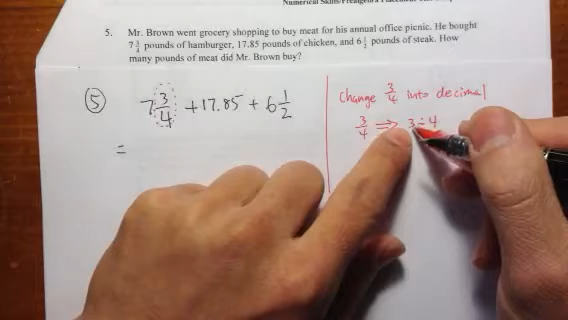 Numerical Skills/Prealgebra Placement
5. Mr. Brown went grocery shopping to buy meat for his annual office picnic. He bought
7 3/4 pounds of hamburger, 17.85 pounds of chicken, and 6 1/2 pounds of steak. How
many pounds of meat did Mr. Brown buy?
5 7 3/4 + 17.85 + 6 1/2
=
Change 3/4 into decimal
3/4 ⇒ 3 ÷ 4